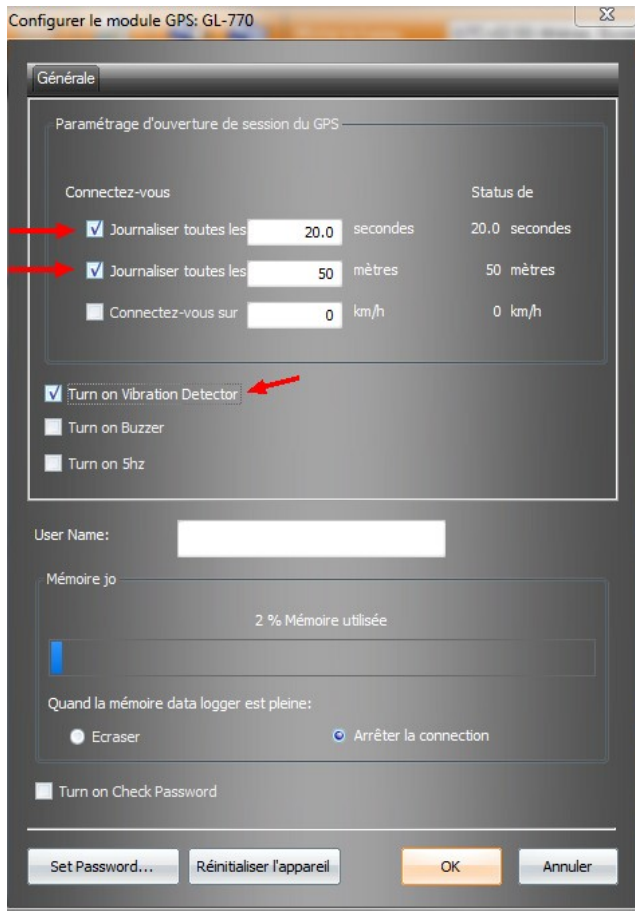 Configurer le module GPS: GL-770
Générale
Paramétrage d'ouverture de session du GPS
Connectez-vous Status de
Journaliser toutes les 20.0 secondes 20.0 secondes
Journaliser toutes les 50 mètres 50 mètres
Connectez-vous sur 0 km/h 0 km/h
Turn on Vibration Detector
Turn on Buzzer
Turn on 5hz
User Name:
Mémoire jo
2 % Mémoire utilisée
Quand la mémoire data logger est pleine:
Ecraser Arrêter la connection
Turn on Check Password
Set Password... Réinitialiser l'appareil OK Annuler